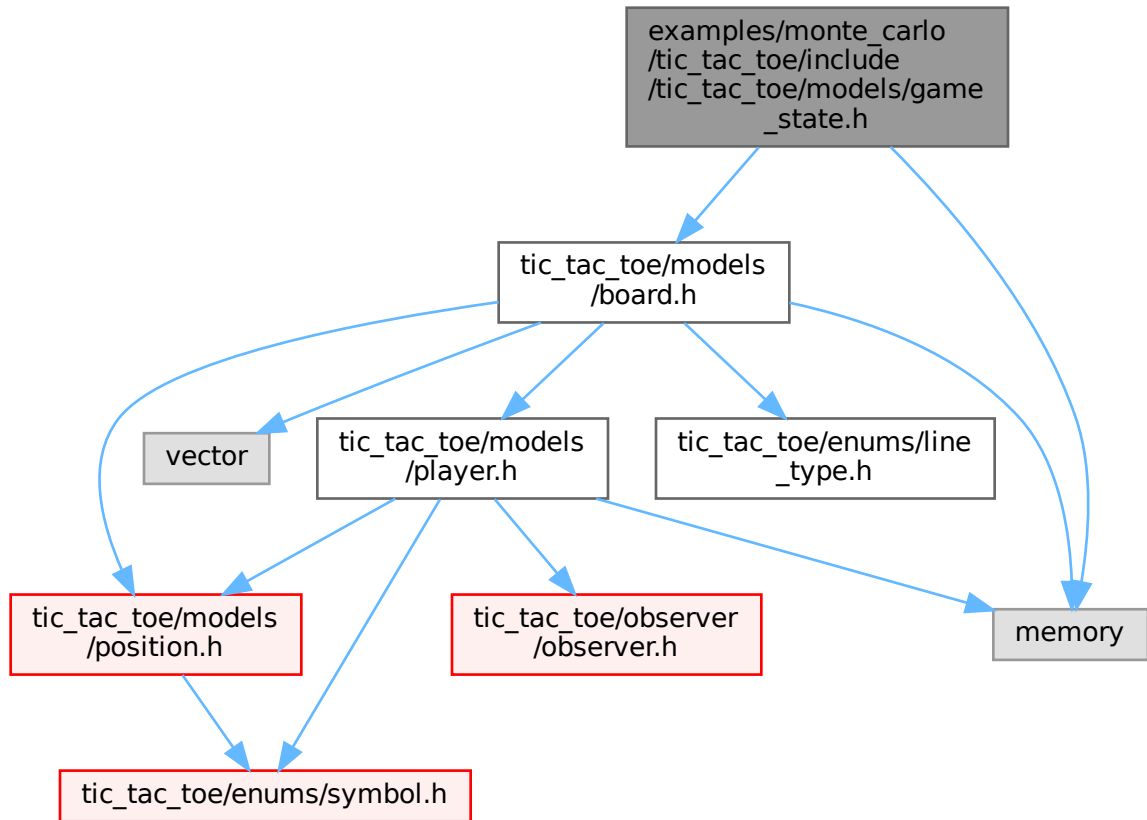 examples/monte_carlo
/tic_tac_toe/include
/tic_tac_toe/models/game
_state.h
tic_tac_toe/models
/board.h
vector
tic_tac_toe/models
/player.h
tic_tac_toe/enums/line
_type.h
tic_tac_toe/models
/position.h
tic_tac_toe/observer
/observer.h
memory
tic_tac_toe/enums/symbol.h